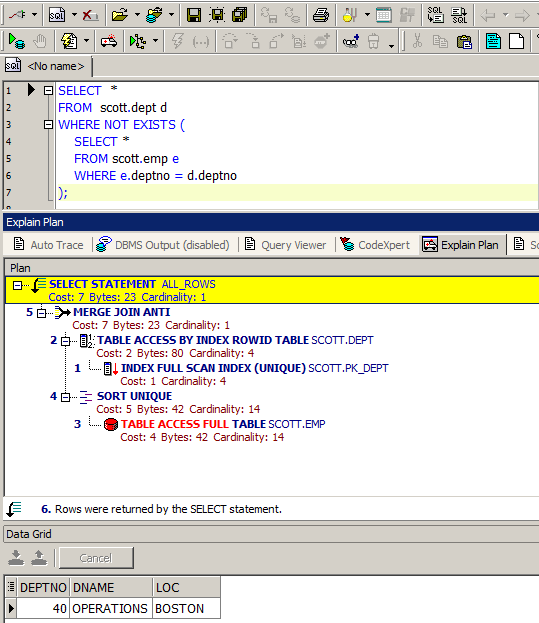 SQL
SQL SQL
<No name>
1 SELECT *
2 FROM scott.dept d
3 WHERE NOT EXISTS (
4 SELECT *
5 FROM scott.emp e
6 WHERE e.deptno = d.deptno
7 );
Explain Plan
Auto Trace DBMS Output (disabled) Query Viewer CodeXpert Explain Plan Sc
Plan
SELECT STATEMENT ALL_ROWS
Cost: 7 Bytes: 23 Cardinality: 1
5 MERGE JOIN ANTI
Cost: 7 Bytes: 23 Cardinality: 1
2 TABLE ACCESS BY INDEX ROWID TABLE SCOTT.DEPT
Cost: 2 Bytes: 80 Cardinality: 4
1 INDEX FULL SCAN INDEX (UNIQUE) SCOTT.PK_DEPT
Cost: 1 Cardinality: 4
4 SORT UNIQUE
Cost: 5 Bytes: 42 Cardinality: 14
3 TABLE ACCESS FULL TABLE SCOTT.EMP
Cost: 4 Bytes: 42 Cardinality: 14
6. Rows were returned by the SELECT statement.
Data Grid
Cancel
DEPTNO DNAME LOC
40 OPERATIONS BOSTON